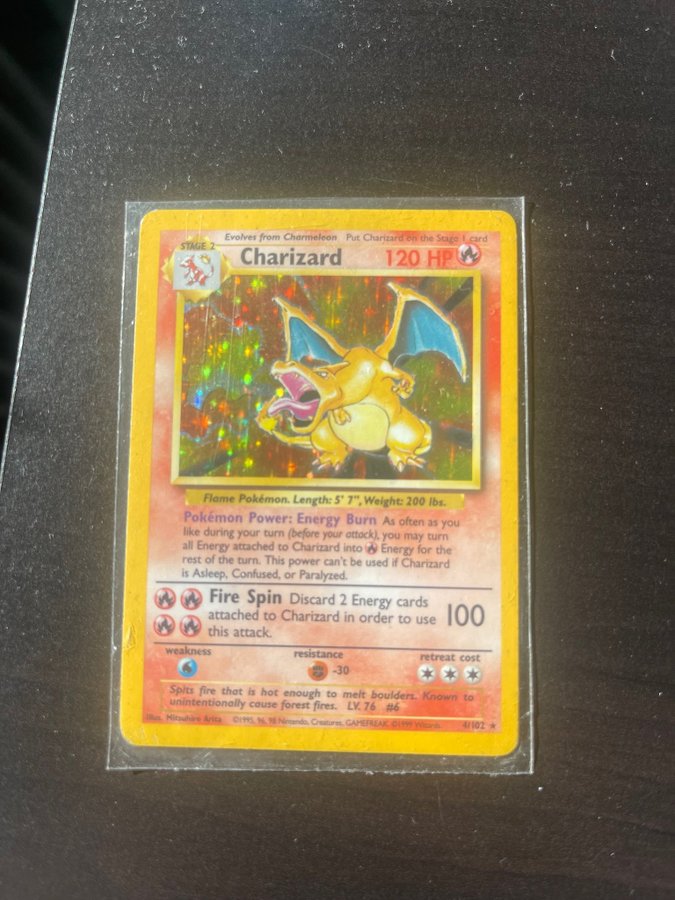 Evolves from Charmeleon Put Charizard on the Stage 1 card
STAGE 2
Charizard 120 HP
Flame Pokémon. Length: 5' 7", Weight: 200 lbs.
Pokémon Power: Energy Burn As often as you
like during your turn (before your attack), you may turn
all Energy attached to Charizard into Energy for the
rest of the turn. This power can't be used if Charizard
is Asleep, Confused, or Paralyzed.
Fire Spin Discard 2 Energy cards
attached to Charizard in order to use 100
this attack.
weakness resistance retreat cost
-30
Spits fire that is hot enough to melt boulders. Known to
unintentionally cause forest fires. LV. 76 #6
Illus. Mitsuhiro Arita ©1995, 96, 98 Nintendo, Creatures, GAMEFREAK. ©1999 Wizards. 4/102 ★